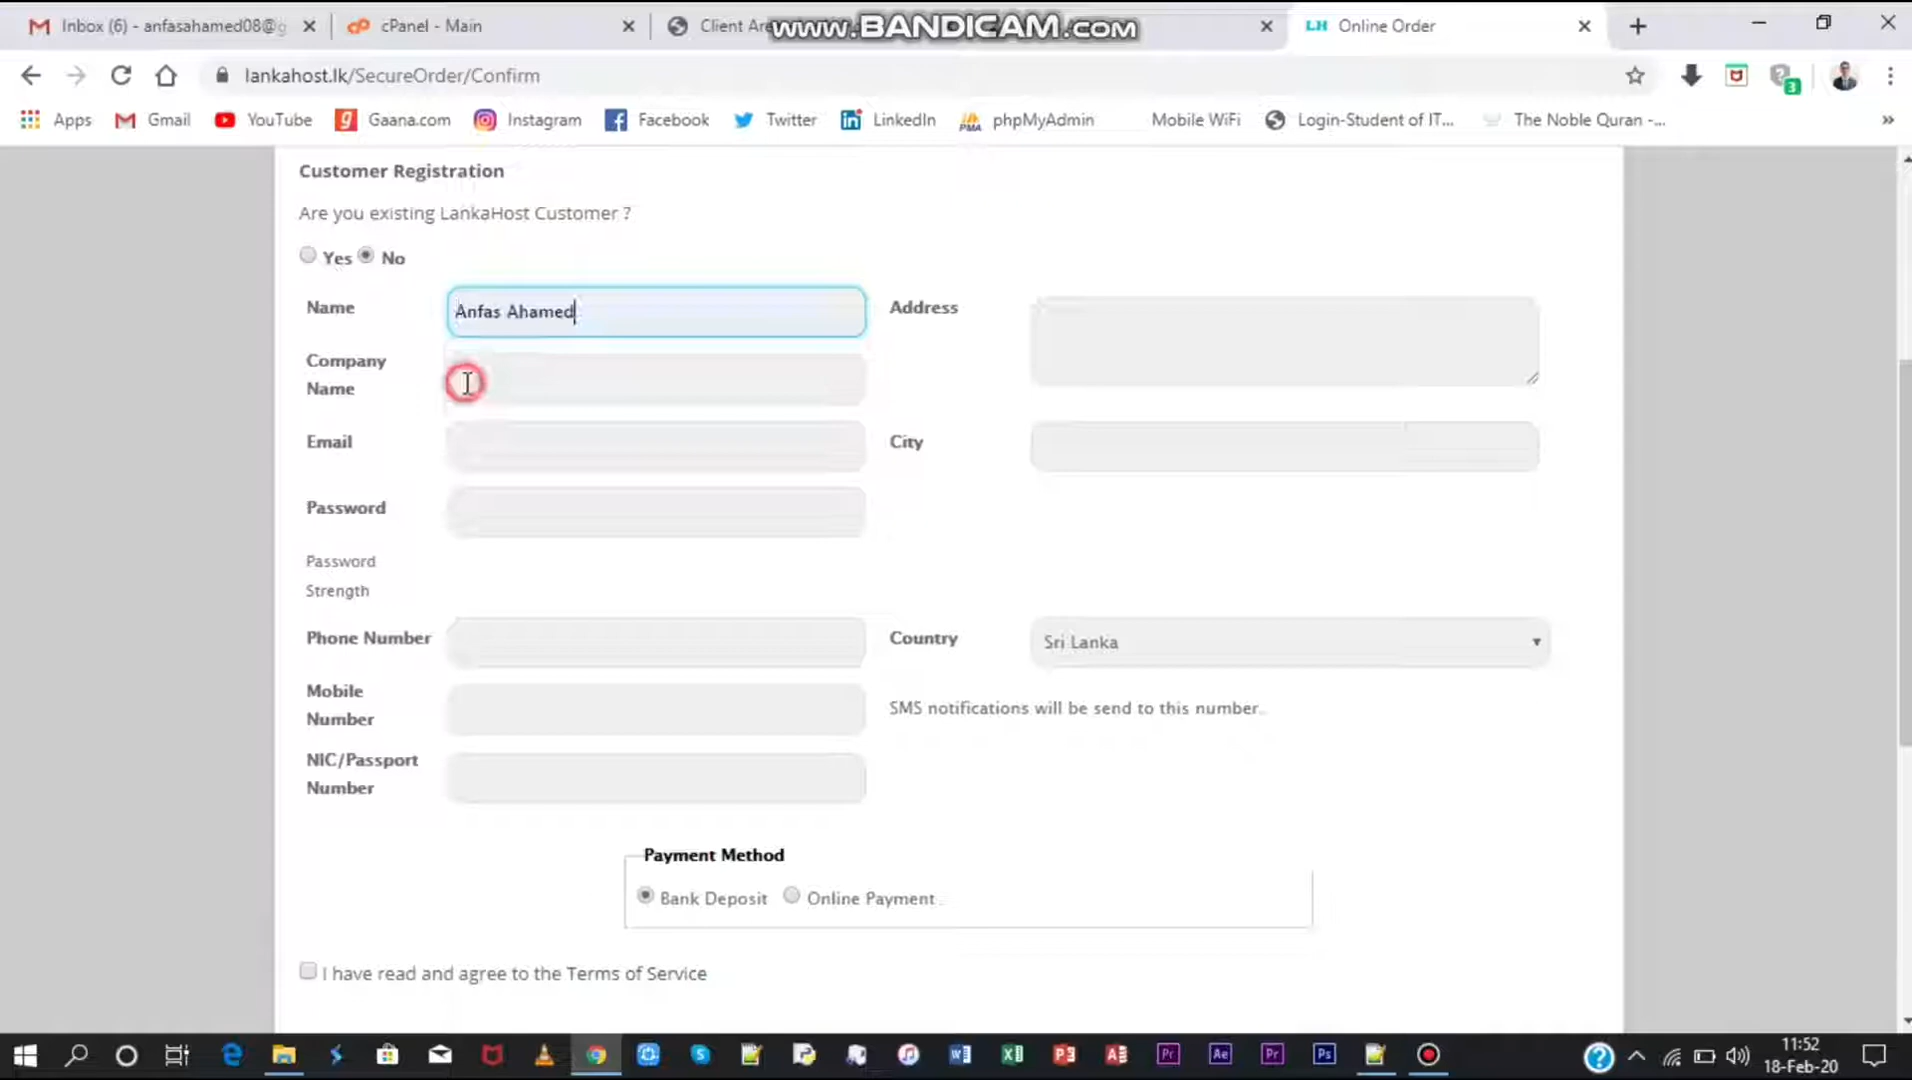 Inbox (6) - anfasahamed08@g
cPanel - Main
Client Are
www.BANDICAM.com
LH Online Order
lankahost.lk/SecureOrder/Confirm
3
Apps
Gmail
YouTube
Gaana.com
Instagram
Facebook
Twitter
LinkedIn
phpMyAdmin
Mobile WiFi
Login-Student of IT...
The Noble Quran -...
»
Customer Registration
Are you existing LankaHost Customer ?
Yes No
Name
Anfas Ahamed
Address
Company
Name
Email
City
Password
Password
Strength
Phone Number
Country
Sri Lanka
Mobile
Number
SMS notifications will be send to this number.
NIC/Passport
Number
Payment Method
Bank Deposit Online Payment
I have read and agree to the Terms of Service
11:52
18-Feb-20